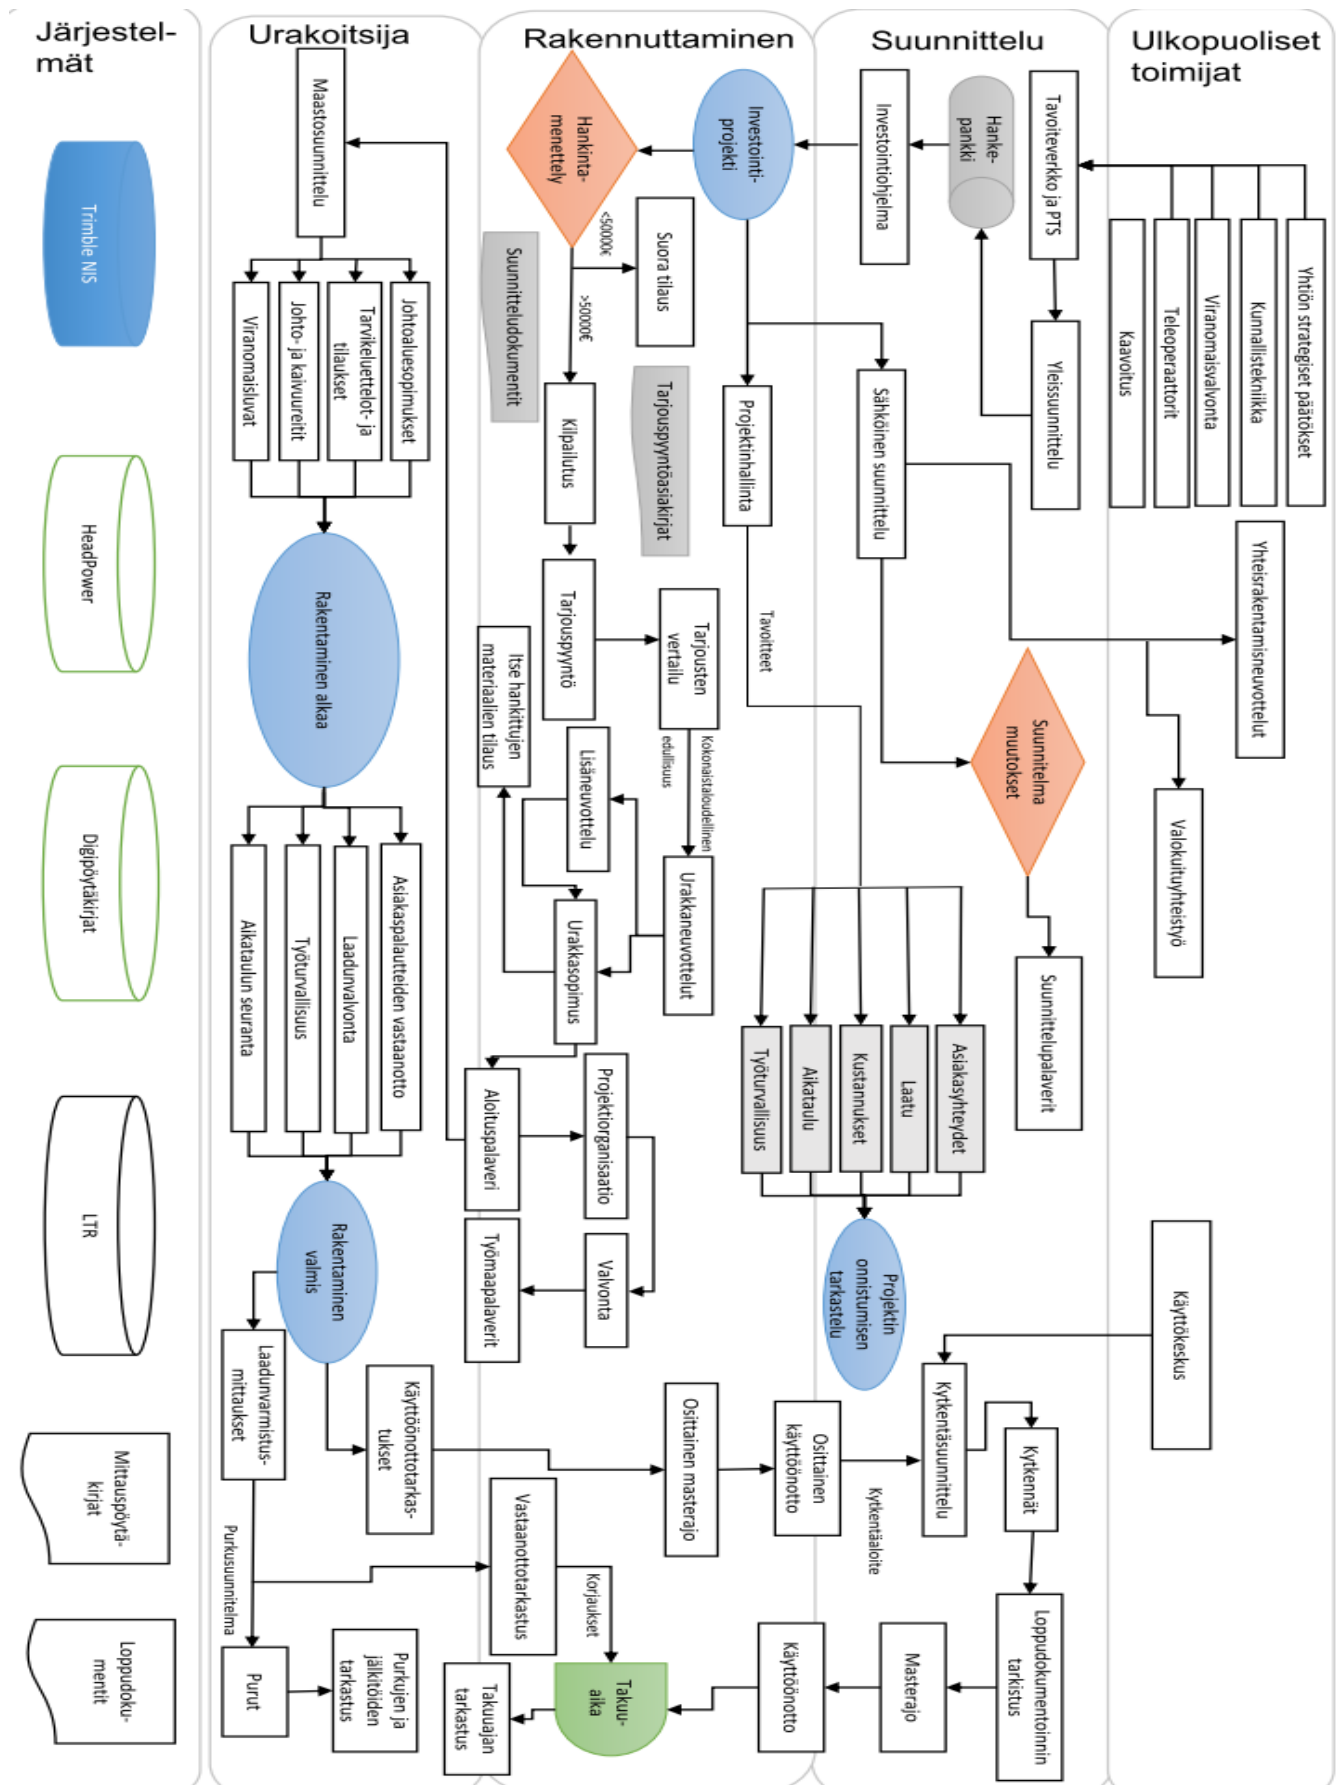 Järjestel-
mät
Urakoitsija
Rakennuttaminen
Suunnittelu
Ulkopuoliset
toimijat
Trimble NIS
HeadPower
Digipöytäkirjat
LTR
Mittauspöytä-
kirjat
Loppudoku-
mentit
Maastosuunnittelu
Johtoaluesopimukset
Tarvikeluettelot- ja
tilaukset
Johto- ja kaivuureitit
Viranomaisluvat
Rakentaminen alkaa
Asiakaspalautteiden vastaanotto
Laadunvalvonta
Työturvallisuus
Aikataulun seuranta
Rakentaminen
valmis
Laadunvarmistus-
mittaukset
Käyttöönottotarkas-
tukset
Purkusuunnitelma
Purut
Purkujen ja
jälkitöiden
tarkastus
Investointi-
projekti
Hankinta-
menettely
<50000€
>50000€
Suora tilaus
Suunnitteludokumentit
Tarjouspyyntöasiakirjat
Kilpailutus
Projektinhallinta
Tarjouspyyntö
Tarjousten
vertailu
Tavoitteet
Kokonaistaloudellinen
edullisuus
Itse hankittujen
materiaalien tilaus
Lisäneuvottelu
Urakkaneuvottelut
Urakkasopimus
Aloituspalaveri
Projektiorganisaatio
Valvonta
Työmaapalaverit
Osittainen masterajo
Osittainen
käyttöönotto
Vastaanottotarkastus
Korjaukset
Takuu-
aika
Takuuajan
tarkastus
Käyttöönotto
Investointiohjelma
Hanke-
pankki
Tavoiteverkko ja PTS
Yleissuunnittelu
Sähköinen suunnittelu
Suunnitelma
muutokset
Suunnittelupalaverit
Asiakasyhteydet
Laatu
Kustannukset
Aikataulu
Työturvallisuus
Projektin
onnistumisen
tarkastelu
Kytkentäaloite
Kytkentäsuunnittelu
Kytkennät
Loppudokumentoinnin
tarkistus
Masterajo
Yhtiön strategiset päätökset
Kunnallistekniikka
Viranomaisvalvonta
Teleoperaattorit
Kaavoitus
Yhteisrakentamisneuvottelut
Valokuituyhteistyö
Käyttökeskus